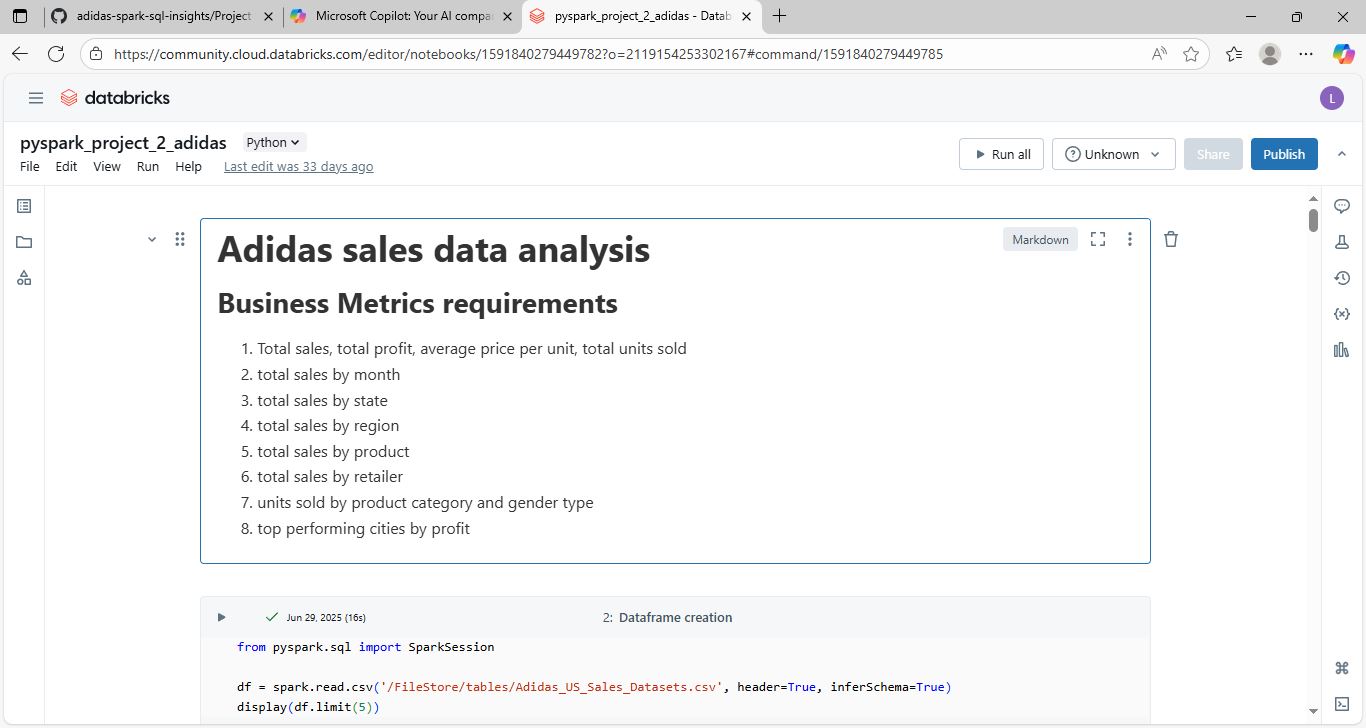 adidas-spark-sql-insights/Project
Microsoft Copilot: Your AI compa
pyspark_project_2_adidas - Datab
https://community.cloud.databricks.com/editor/notebooks/1591840279449782?o=2119154253302167#command/1591840279449785
databricks
L
pyspark_project_2_adidas Python
File Edit View Run Help Last edit was 33 days ago
Run all Unknown Share Publish
Adidas sales data analysis
Markdown
Business Metrics requirements
1. Total sales, total profit, average price per unit, total units sold
2. total sales by month
3. total sales by state
4. total sales by region
5. total sales by product
6. total sales by retailer
7. units sold by product category and gender type
8. top performing cities by profit
Jun 29, 2025 (16s) 2: Dataframe creation
from pyspark.sql import SparkSession
df = spark.read.csv('/FileStore/tables/Adidas_US_Sales_Datasets.csv', header=True, inferSchema=True)
display(df.limit(5))